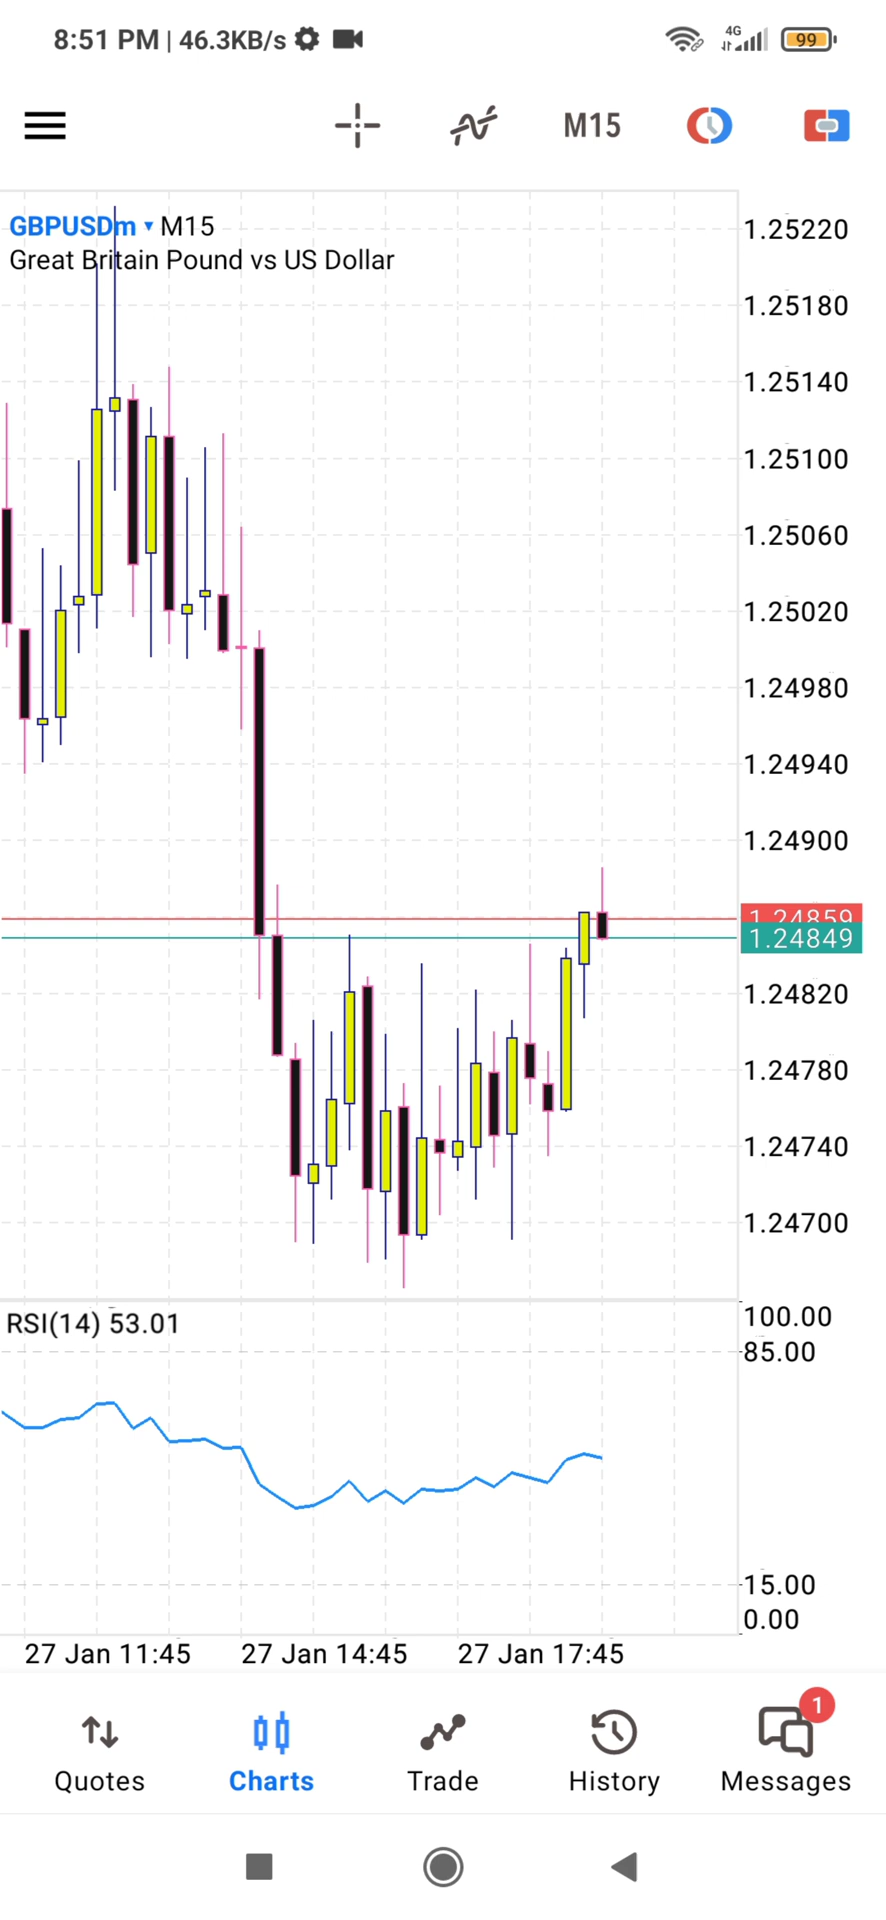 8:51 PM | 46.3KB/s
4G
99
M15
GBPUSDm ▾ M15
Great Britain Pound vs US Dollar
1.25220
1.25180
1.25140
1.25100
1.25060
1.25020
1.24980
1.24940
1.24900
1.24859
1.24849
1.24820
1.24780
1.24740
1.24700
RSI(14) 53.01
100.00
85.00
15.00
0.00
27 Jan 11:45
27 Jan 14:45
27 Jan 17:45
1
Quotes
Charts
Trade
History
Messages